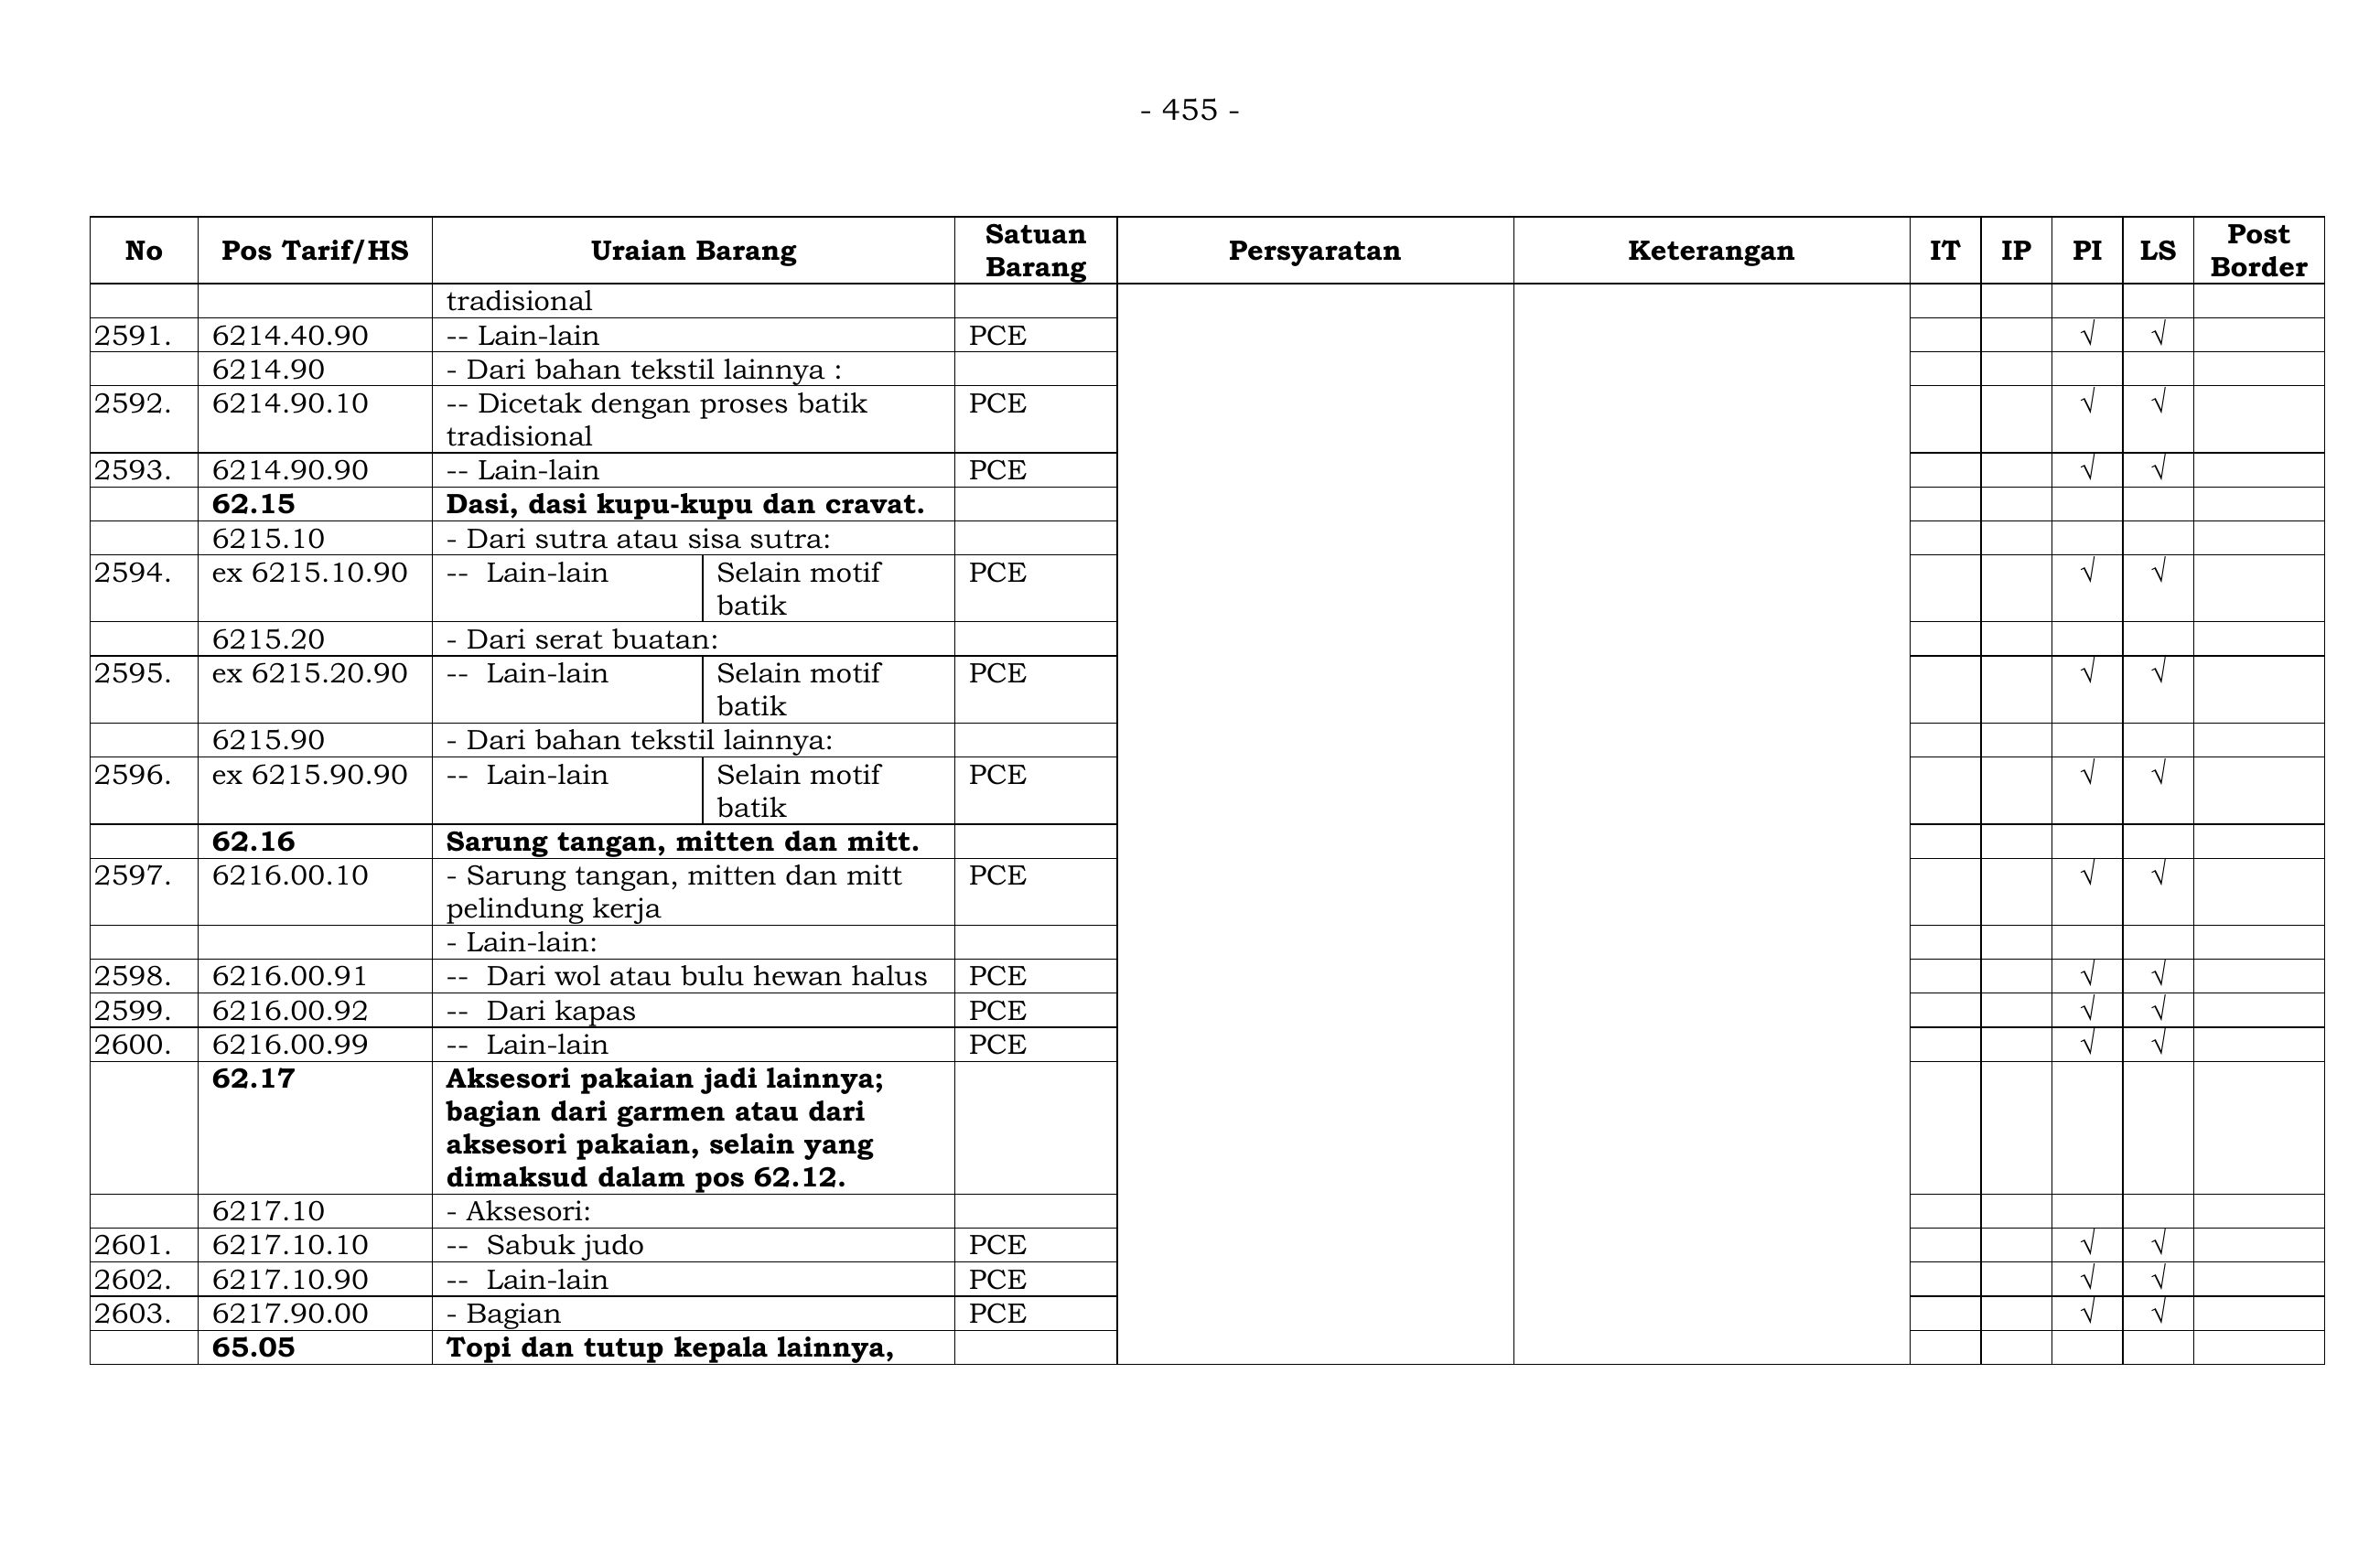 - 455 -
No Pos Tarif/HS Uraian Barang Satuan Barang Persyaratan Keterangan IT IP PI LS Post Border
tradisional
2591. 6214.40.90 -- Lain-lain PCE √ √
6214.90 - Dari bahan tekstil lainnya :
2592. 6214.90.10 -- Dicetak dengan proses batik PCE √ √
tradisional
2593. 6214.90.90 -- Lain-lain PCE √ √
62.15 Dasi, dasi kupu-kupu dan cravat.
6215.10 - Dari sutra atau sisa sutra:
2594. ex 6215.10.90 -- Lain-lain Selain motif PCE √ √
batik
6215.20 - Dari serat buatan:
2595. ex 6215.20.90 -- Lain-lain Selain motif PCE √ √
batik
6215.90 - Dari bahan tekstil lainnya:
2596. ex 6215.90.90 -- Lain-lain Selain motif PCE √ √
batik
62.16 Sarung tangan, mitten dan mitt.
2597. 6216.00.10 - Sarung tangan, mitten dan mitt PCE √ √
pelindung kerja
- Lain-lain:
2598. 6216.00.91 -- Dari wol atau bulu hewan halus PCE √ √
2599. 6216.00.92 -- Dari kapas PCE √ √
2600. 6216.00.99 -- Lain-lain PCE √ √
62.17 Aksesori pakaian jadi lainnya;
bagian dari garmen atau dari
aksesori pakaian, selain yang
dimaksud dalam pos 62.12.
6217.10 - Aksesori:
2601. 6217.10.10 -- Sabuk judo PCE √ √
2602. 6217.10.90 -- Lain-lain PCE √ √
2603. 6217.90.00 - Bagian PCE √ √
65.05 Topi dan tutup kepala lainnya,